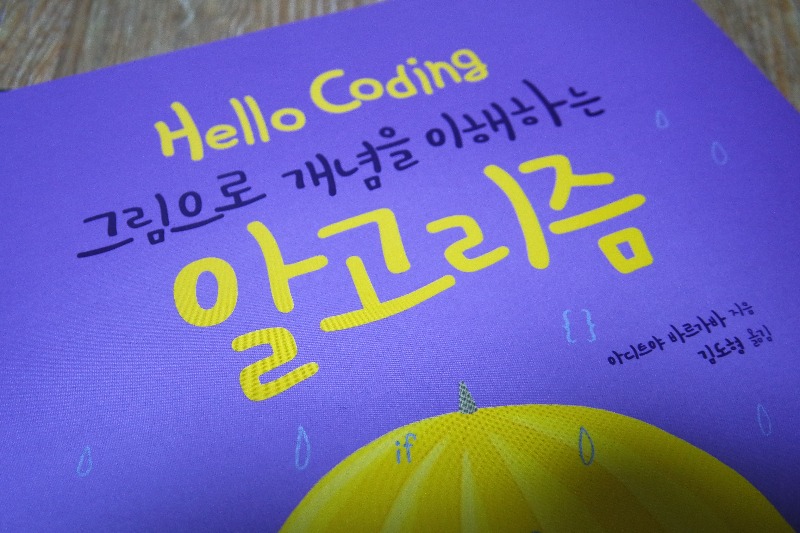 Hello Coding
그림으로 개념을 이해하는
알고리즘
{}
아디트야 바르가바 지음
김도형 옮김
if